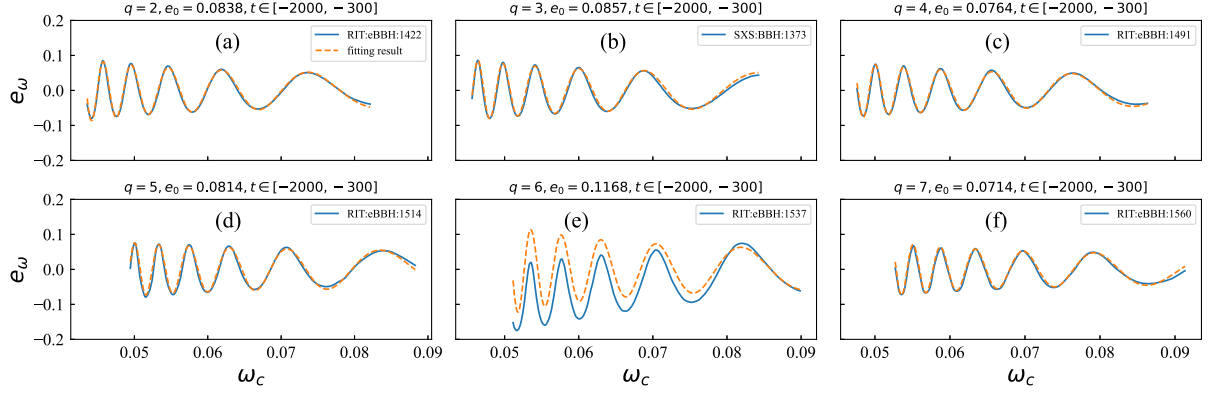 q = 2, e₀ = 0.0838, t ∈ [−2000, −300]
q = 3, e₀ = 0.0857, t ∈ [−2000, −300]
q = 4, e₀ = 0.0764, t ∈ [−2000, −300]
0.2
0.1
0.0
−0.1
−0.2
e_ω
(a)
RIT:eBBH:1422
fitting result
(b)
SXS:BBH:1373
(c)
RIT:eBBH:1491
q = 5, e₀ = 0.0814, t ∈ [−2000, −300]
q = 6, e₀ = 0.1168, t ∈ [−2000, −300]
q = 7, e₀ = 0.0714, t ∈ [−2000, −300]
0.2
0.1
0.0
−0.1
−0.2
e_ω
(d)
RIT:eBBH:1514
(e)
RIT:eBBH:1537
(f)
RIT:eBBH:1560
0.05 0.06 0.07 0.08 0.09
0.05 0.06 0.07 0.08 0.09
0.05 0.06 0.07 0.08 0.09
ω_c
ω_c
ω_c